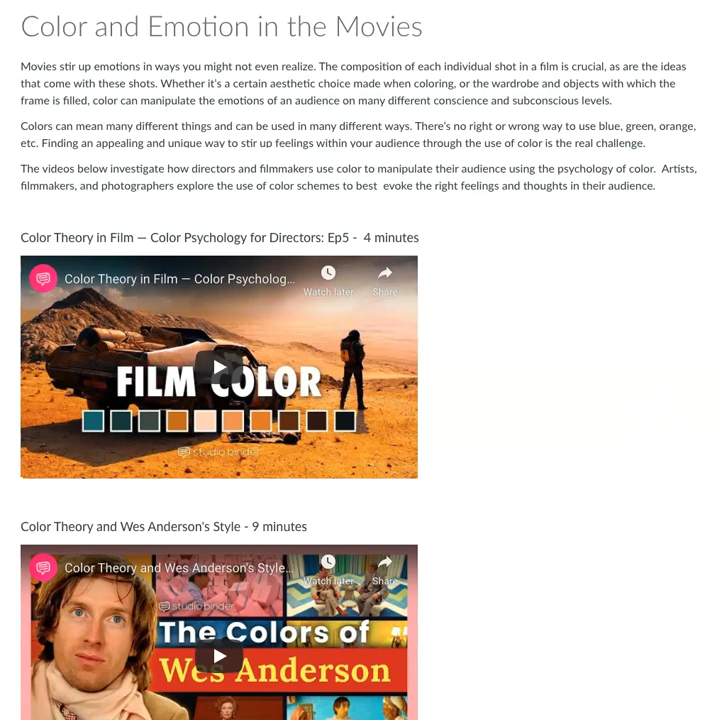 Color and Emotion in the Movies
Movies stir up emotions in ways you might not even realize. The composition of each individual shot in a film is crucial, as are the ideas
that come with these shots. Whether it's a certain aesthetic choice made when coloring, or the wardrobe and objects with which the
frame is filled, color can manipulate the emotions of an audience on many different conscience and subconscious levels.
Colors can mean many different things and can be used in many different ways. There's no right or wrong way to use blue, green, orange,
etc. Finding an appealing and unique way to stir up feelings within your audience through the use of color is the real challenge.
The videos below investigate how directors and filmmakers use color to manipulate their audience using the psychology of color. Artists,
filmmakers, and photographers explore the use of color schemes to best evoke the right feelings and thoughts in their audience.
Color Theory in Film — Color Psychology for Directors: Ep5 - 4 minutes
Color Theory in Film — Color Psycholog...
Watch later
Share
FILM COLOR
studiobinder
Color Theory and Wes Anderson's Style - 9 minutes
Color Theory and Wes Anderson's Style...
Watch later
Share
studiobinder
The Colors of
Wes Anderson